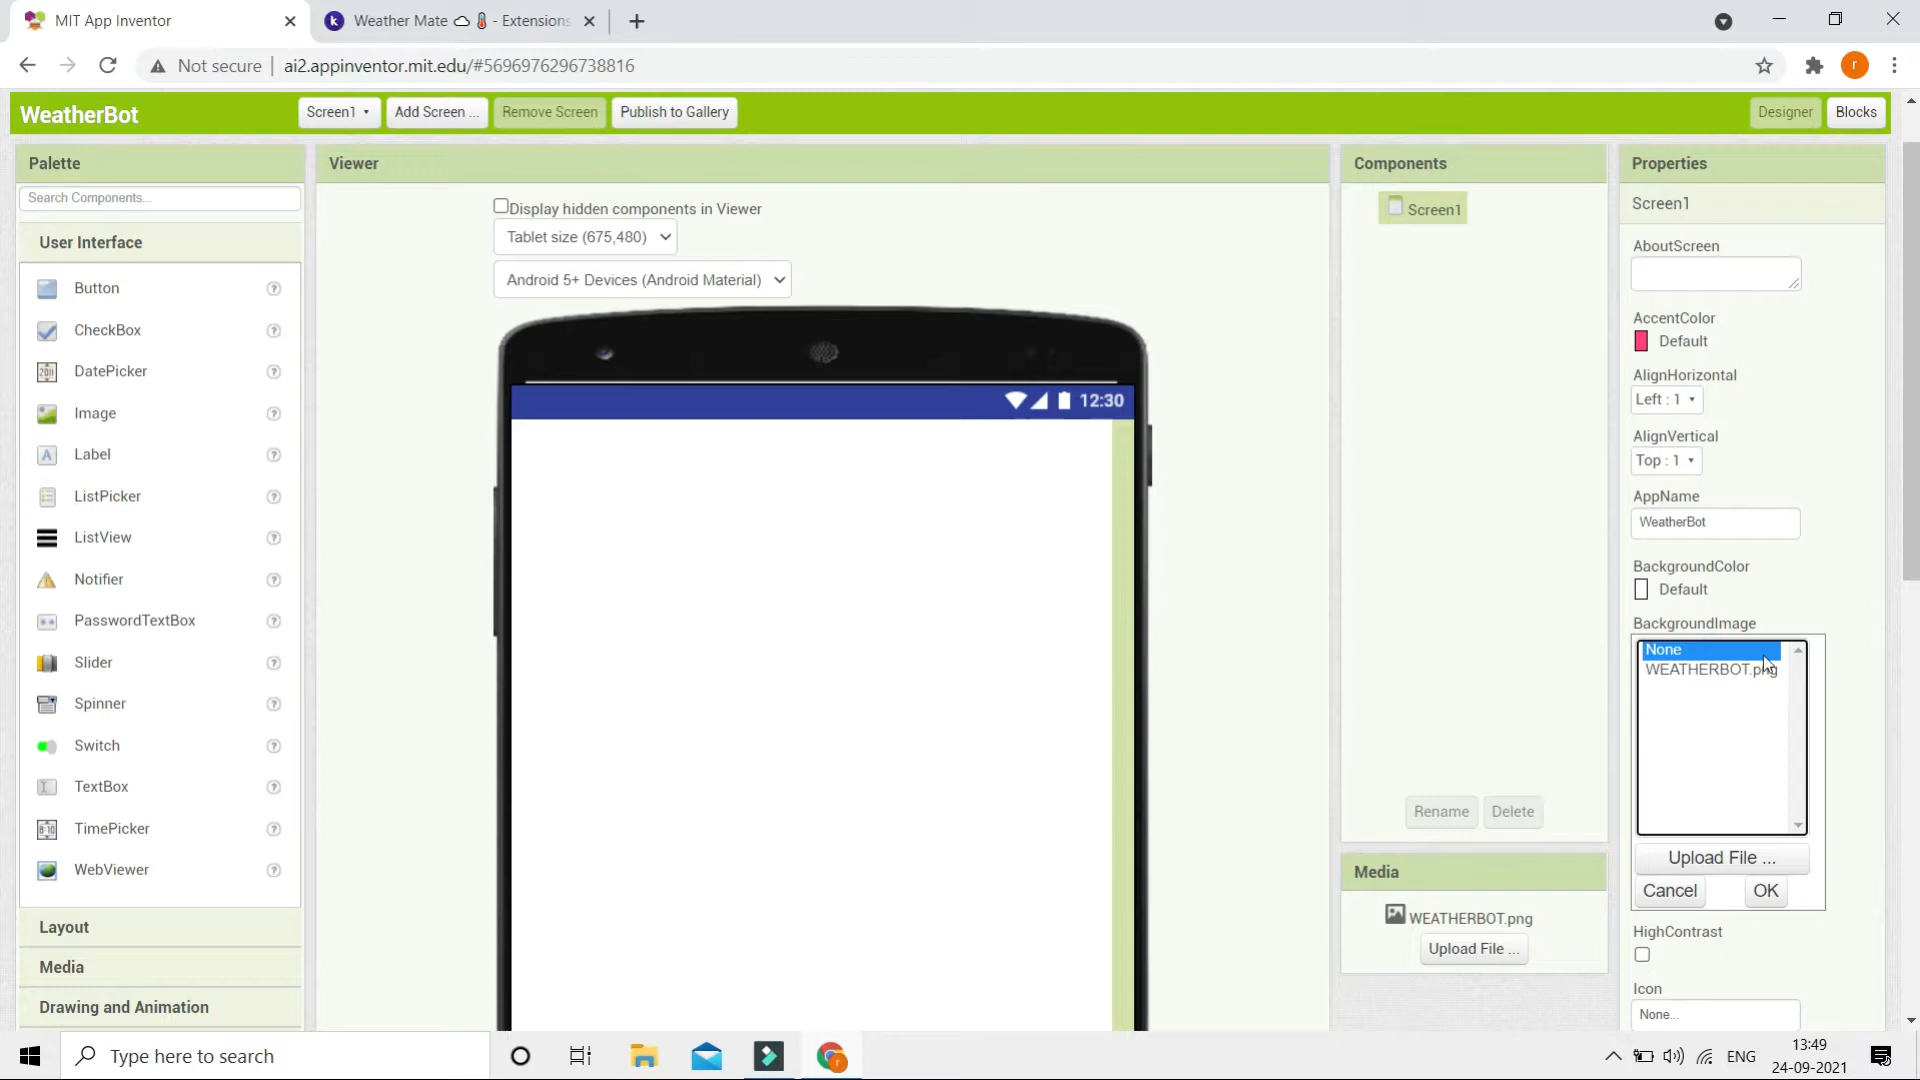 MIT App Inventor
Weather Mate - Extensions
Not secure
ai2.appinventor.mit.edu/#5696976296738816
r
WeatherBot
Screen1
Add Screen ...
Remove Screen
Publish to Gallery
Designer
Blocks
Palette
Search Components...
User Interface
Button
CheckBox
DatePicker
Image
Label
ListPicker
ListView
Notifier
PasswordTextBox
Slider
Spinner
Switch
TextBox
TimePicker
WebViewer
Layout
Media
Drawing and Animation
Viewer
Display hidden components in Viewer
Tablet size (675,480)
Android 5+ Devices (Android Material)
12:30
Components
Screen1
Rename
Delete
Media
WEATHERBOT.png
Upload File ...
Properties
Screen1
AboutScreen
AccentColor
Default
AlignHorizontal
Left : 1
AlignVertical
Top : 1
AppName
WeatherBot
BackgroundColor
Default
BackgroundImage
None
WEATHERBOT.png
Upload File ...
Cancel
OK
HighContrast
Icon
None...
Type here to search
ENG
13:49
24-09-2021